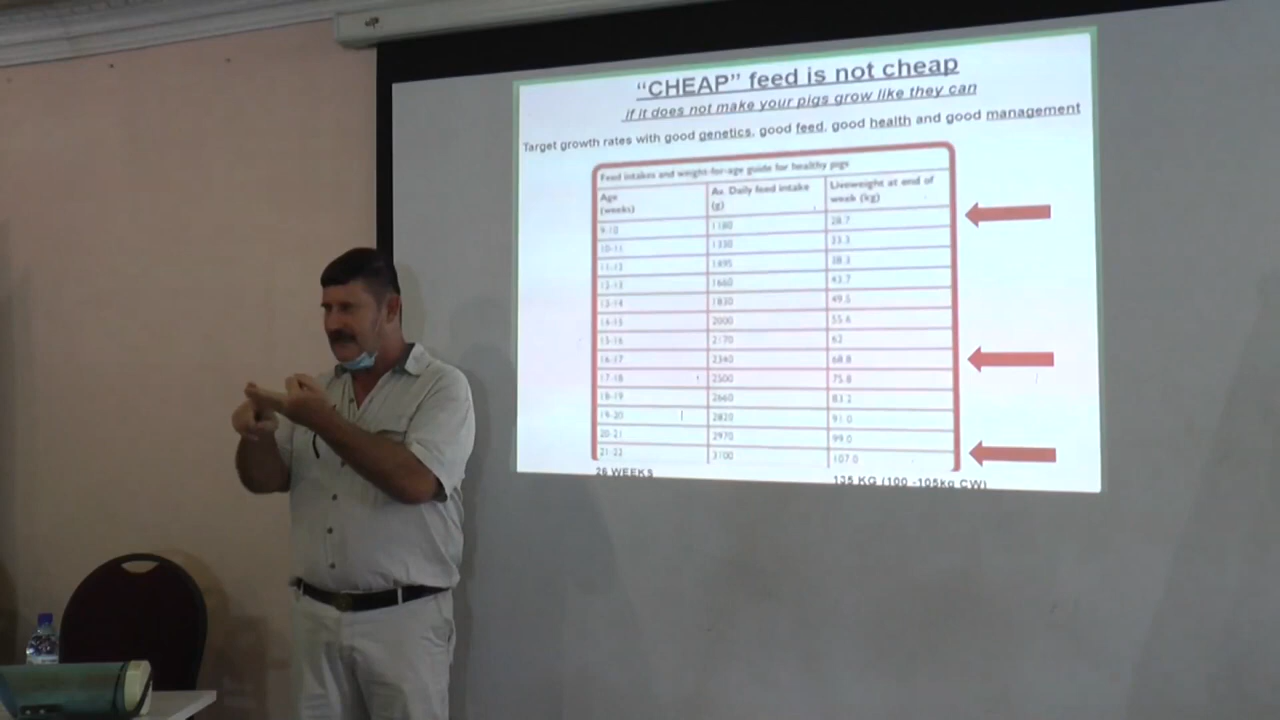 “CHEAP” feed is not cheap
if it does not make your pigs grow like they can
Target growth rates with good genetics, good feed, good health and good management
Feed intakes and weight-for-age guide for healthy pigs
Age (weeks) Av. Daily feed intake (g) Liveweight at end of week (kg)
9-10 1180 28.7
10-11 1330 33.3
11-12 1495 38.3
12-13 1660 43.7
13-14 1830 49.5
14-15 2000 55.6
15-16 2170 62
16-17 2340 68.8
17-18 2500 75.8
18-19 2660 83.2
19-20 2820 91.0
20-21 2970 99.0
21-22 3100 107.0
26 WEEKS 135 KG (100 -105kg CW)